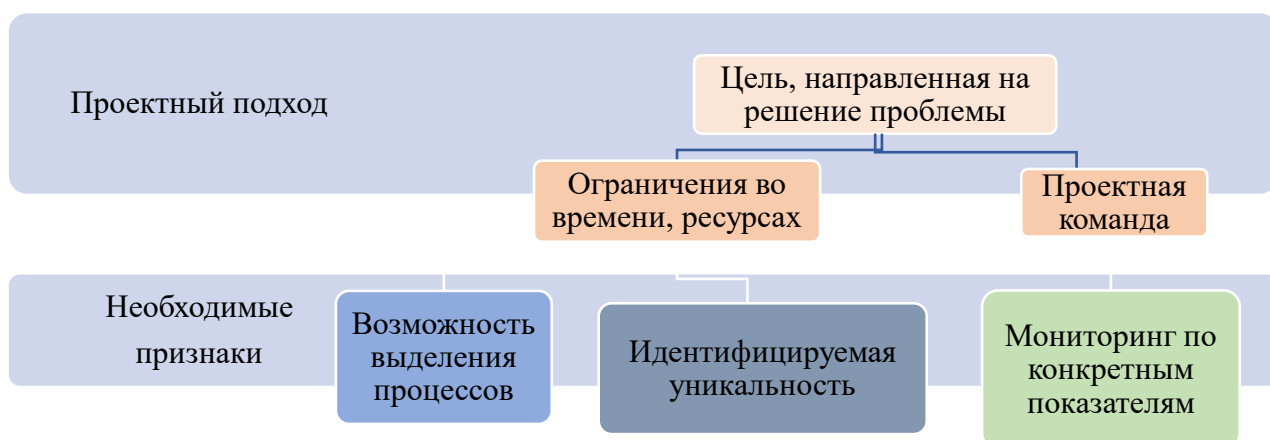 Проектный подход
Цель, направленная на
решение проблемы
Ограничения во
времени, ресурсах
Проектная
команда
Необходимые
признаки
Возможность
выделения
процессов
Идентифицируемая
уникальность
Мониторинг по
конкретным
показателям